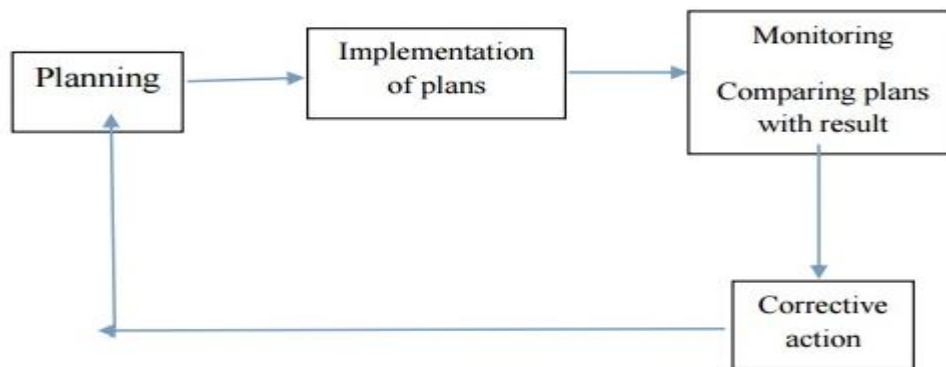 Planning
Implementation
of plans
Monitoring
Comparing plans
with result
Corrective
action